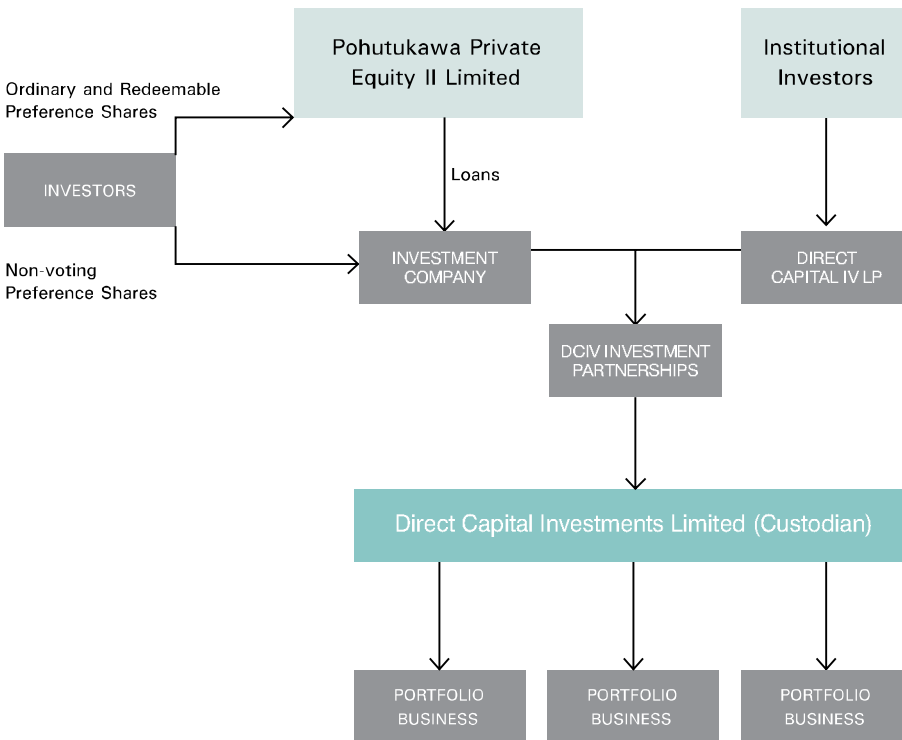 Pohutukawa Private
Equity II Limited
Institutional
Investors
Ordinary and Redeemable
Preference Shares
INVESTORS
Loans
Non-voting
Preference Shares
INVESTMENT
COMPANY
DIRECT
CAPITAL IV LP
DCIV INVESTMENT
PARTNERSHIPS
Direct Capital Investments Limited (Custodian)
PORTFOLIO
BUSINESS
PORTFOLIO
BUSINESS
PORTFOLIO
BUSINESS